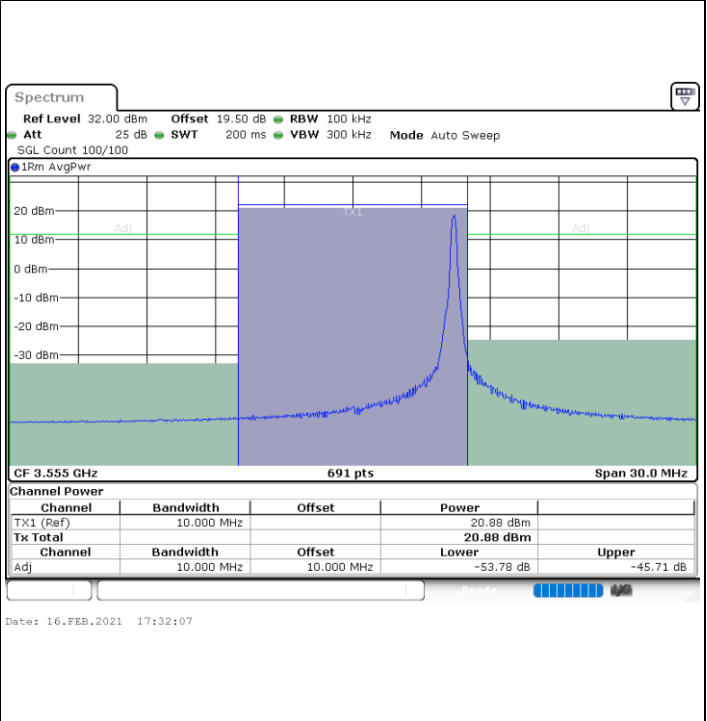 Spectrum
Ref Level 32.00 dBm Offset 19.50 dB RBW 100 kHz
Att 25 dB SWT 200 ms VBW 300 kHz Mode Auto Sweep
SGL Count 100/100
1Rm AvgPwr
20 dBm
TX1
Adj
Adj
10 dBm
0 dBm
-10 dBm
-20 dBm
-30 dBm
CF 3.555 GHz 691 pts Span 30.0 MHz
Channel Power
Channel Bandwidth Offset Power
TX1 (Ref) 10.000 MHz 20.88 dBm
Tx Total 20.88 dBm
Channel Bandwidth Offset Lower Upper
Adj 10.000 MHz 10.000 MHz -53.78 dB -45.71 dB
Ready
Date: 16.FEB.2021 17:32:07